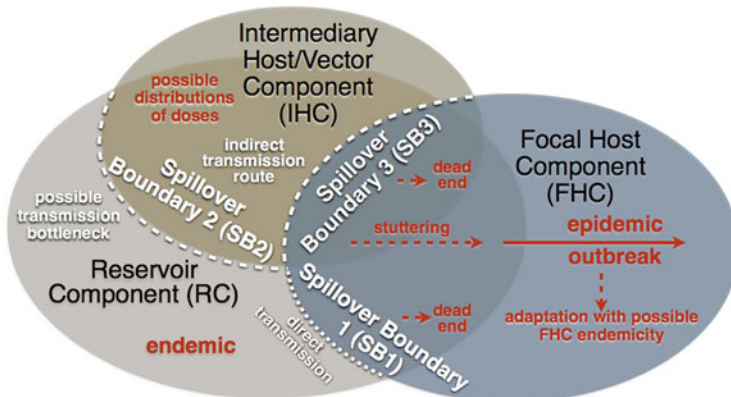 Intermediary
Host/Vector
Component
(IHC)
possible
distributions
of doses
indirect
transmission
route
Spillover
Boundary 2 (SB2)
Spillover
Boundary 3 (SB3)
dead
end
Focal Host
Component
(FHC)
possible
transmission
bottleneck
stuttering
epidemic
outbreak
Reservoir
Component (RC)
endemic
direct
transmission
Spillover Boundary
1 (SB1)
dead
end
adaptation with possible
FHC endemicity